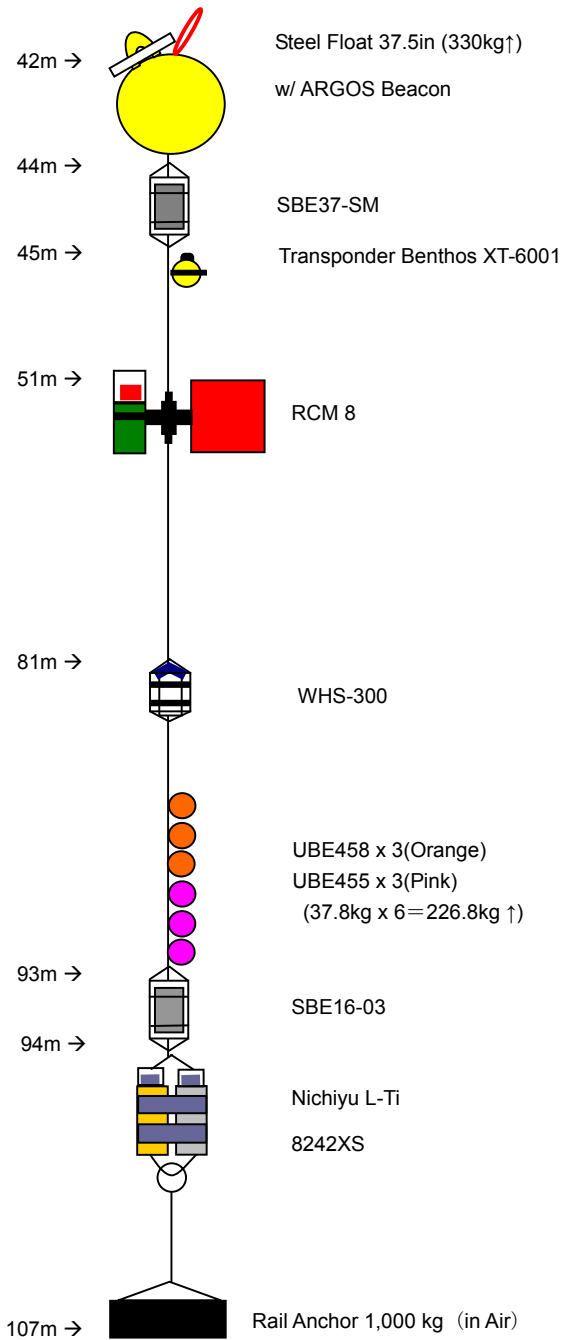 Steel Float 37.5in (330kg↑)
42m →
w/ ARGOS Beacon
44m →
SBE37-SM
45m →
Transponder Benthos XT-6001
51m →
RCM 8
81m →
WHS-300
UBE458 x 3(Orange)
UBE455 x 3(Pink)
(37.8kg x 6＝226.8kg ↑)
93m →
SBE16-03
94m →
Nichiyu L-Ti
8242XS
107m →
Rail Anchor 1,000 kg（in Air）